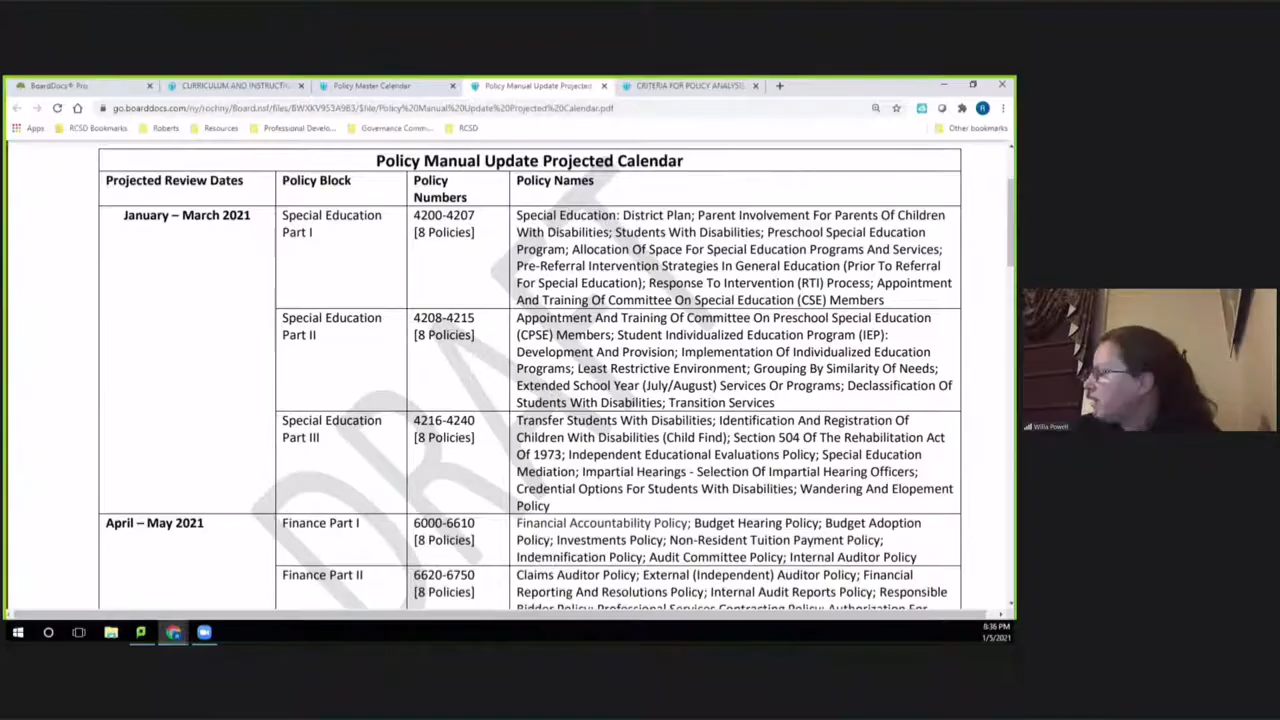 BoardDocs® Pro
CURRICULUM AND INSTRUCTI
Policy Master Calendar
Policy Manual Update Projected
CRITERIA FOR POLICY ANALYSIS
go.boarddocs.com/ny/rochny/Board.nsf/files/BWXKV953A9B3/$file/Policy%20Manual%20Update%20Projected%20Calendar.pdf
Apps
RCSD Bookmarks
Roberts
Resources
Professional Develo...
Governance Comm...
RCSD
Other bookmarks
Policy Manual Update Projected Calendar
Projected Review Dates
Policy Block
Policy
Numbers
Policy Names
January – March 2021
Special Education
Part I
4200-4207
[8 Policies]
Special Education: District Plan; Parent Involvement For Parents Of Children
With Disabilities; Students With Disabilities; Preschool Special Education
Program; Allocation Of Space For Special Education Programs And Services;
Pre-Referral Intervention Strategies In General Education (Prior To Referral
For Special Education); Response To Intervention (RTI) Process; Appointment
And Training Of Committee On Special Education (CSE) Members
Special Education
Part II
4208-4215
[8 Policies]
Appointment And Training Of Committee On Preschool Special Education
(CPSE) Members; Student Individualized Education Program (IEP):
Development And Provision; Implementation Of Individualized Education
Programs; Least Restrictive Environment; Grouping By Similarity Of Needs;
Extended School Year (July/August) Services Or Programs; Declassification Of
Students With Disabilities; Transition Services
Special Education
Part III
4216-4240
[8 Policies]
Transfer Students With Disabilities; Identification And Registration Of
Children With Disabilities (Child Find); Section 504 Of The Rehabilitation Act
Of 1973; Independent Educational Evaluations Policy; Special Education
Mediation; Impartial Hearings - Selection Of Impartial Hearing Officers;
Credential Options For Students With Disabilities; Wandering And Elopement
Policy
April – May 2021
Finance Part I
6000-6610
[8 Policies]
Financial Accountability Policy; Budget Hearing Policy; Budget Adoption
Policy; Investments Policy; Non-Resident Tuition Payment Policy;
Indemnification Policy; Audit Committee Policy; Internal Auditor Policy
Finance Part II
6620-6750
[8 Policies]
Claims Auditor Policy; External (Independent) Auditor Policy; Financial
Reporting And Resolutions Policy; Internal Audit Reports Policy; Responsible
Bidder Policy; Professional Services Contracting Policy; Authorization For
DRAFT
Willa Powell
8:36 PM
1/5/2021